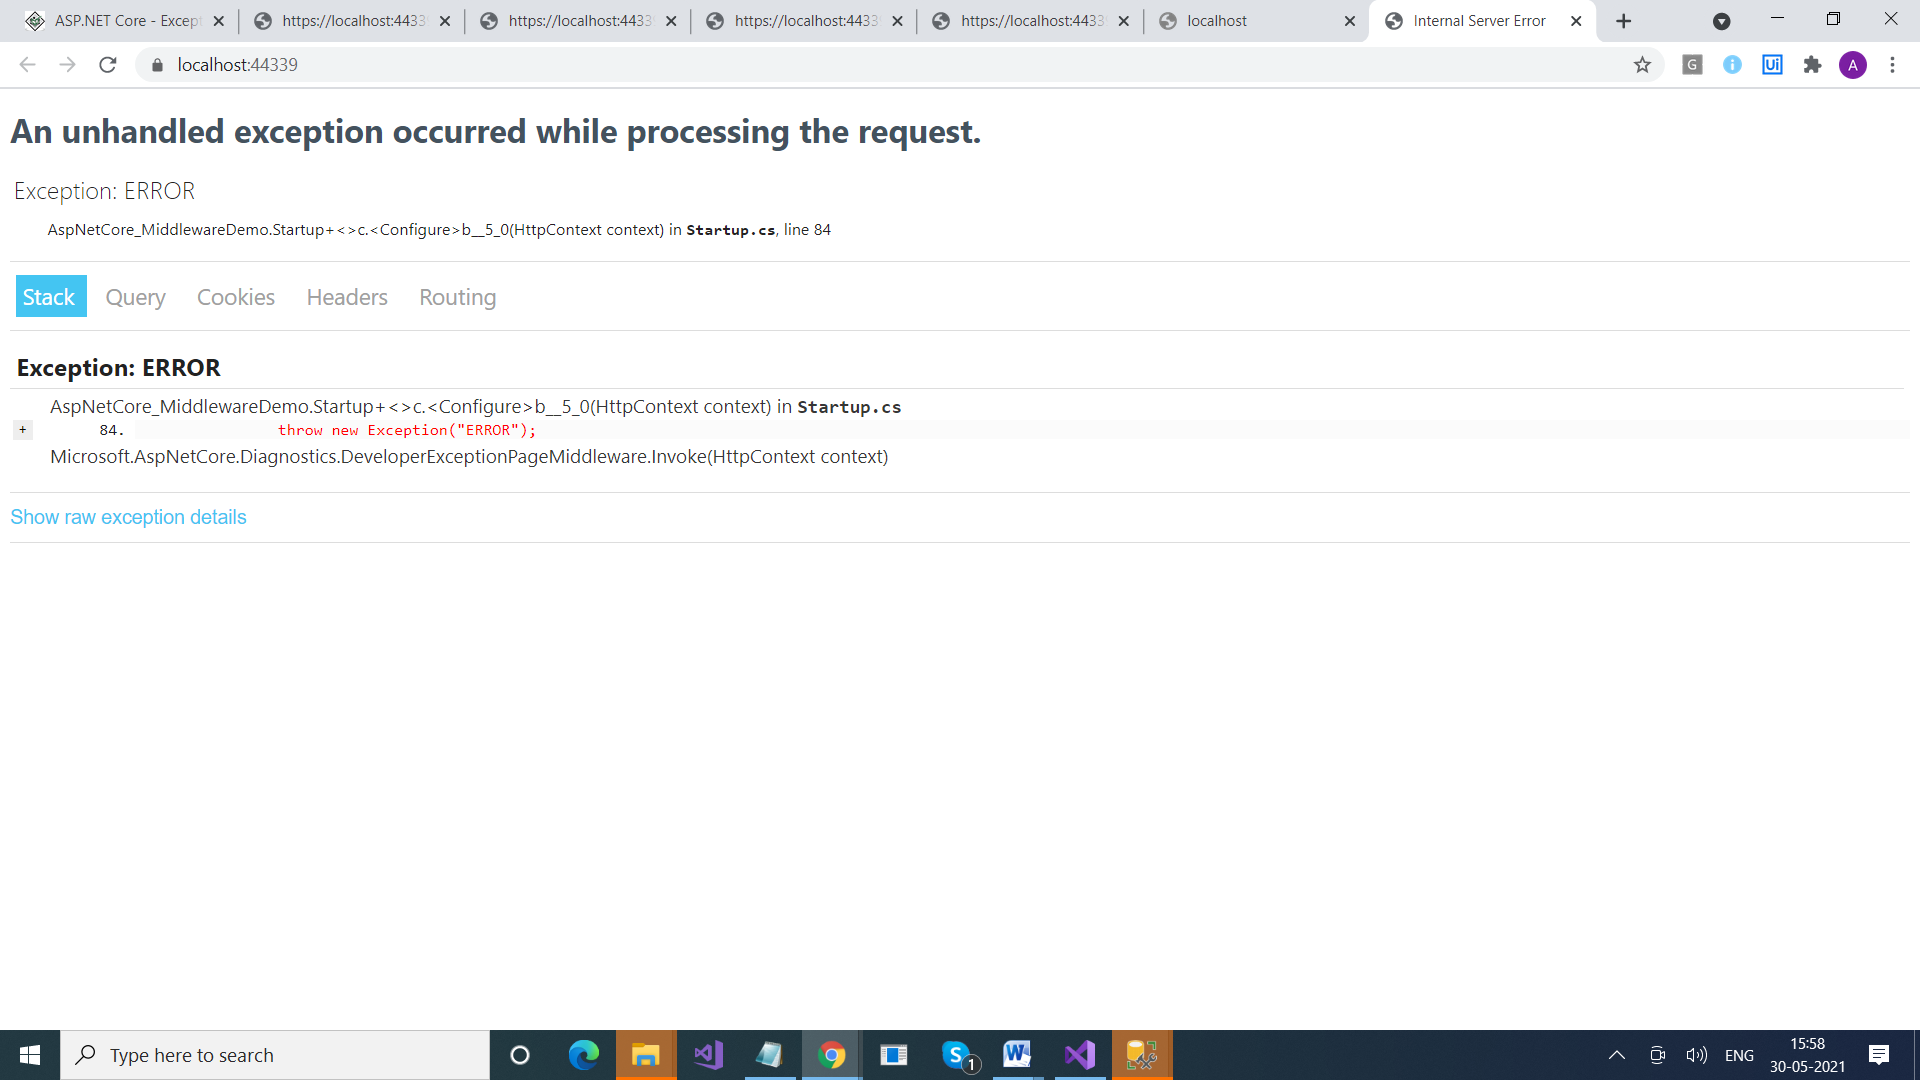 ASP.NET Core - Except
https://localhost:4433
https://localhost:44339
https://localhost:4433
https://localhost:44339
localhost
Internal Server Error
localhost:44339
G
i
Ui
A
An unhandled exception occurred while processing the request.
Exception: ERROR
AspNetCore_MiddlewareDemo.Startup+<>c.<Configure>b__5_0(HttpContext context) in Startup.cs, line 84
Stack Query Cookies Headers Routing
Exception: ERROR
AspNetCore_MiddlewareDemo.Startup+<>c.<Configure>b__5_0(HttpContext context) in Startup.cs
+ 84. throw new Exception("ERROR");
Microsoft.AspNetCore.Diagnostics.DeveloperExceptionPageMiddleware.Invoke(HttpContext context)
Show raw exception details
Type here to search
S
1
W
ENG
15:58
30-05-2021